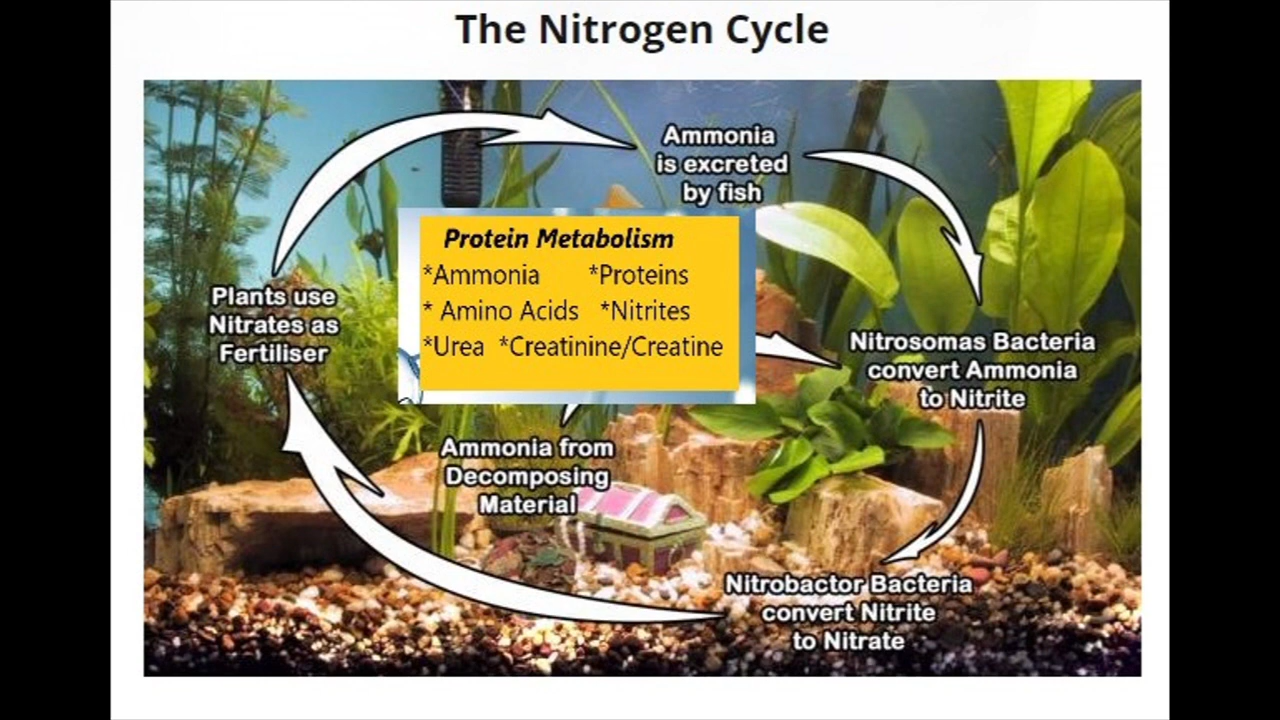 The Nitrogen Cycle
Ammonia
is excreted
by fish
Protein Metabolism
*Ammonia *Proteins
* Amino Acids *Nitrites
*Urea *Creatinine/Creatine
Plants use
Nitrates as
Fertiliser
Nitrosomas Bacteria
convert Ammonia
to Nitrite
Ammonia from
Decomposing
Material
Nitrobactor Bacteria
convert Nitrite
to Nitrate